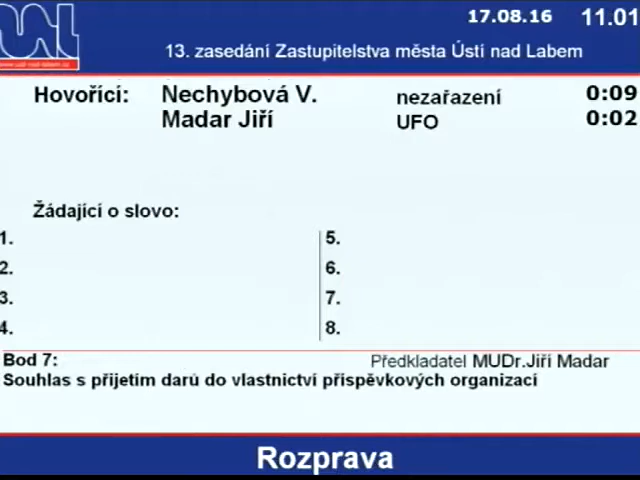 17.08.16 11.01
13. zasedání Zastupitelstva města Ústí nad Labem
Hovořící: Nechybová V. nezařazení 0:09
Madar Jiří UFO 0:02
Žádající o slovo:
1. 5.
2. 6.
3. 7.
4. 8.
Bod 7: Předkladatel MUDr.Jiří Madar
Souhlas s přijetím darů do vlastnictví příspěvkových organizací
Rozprava